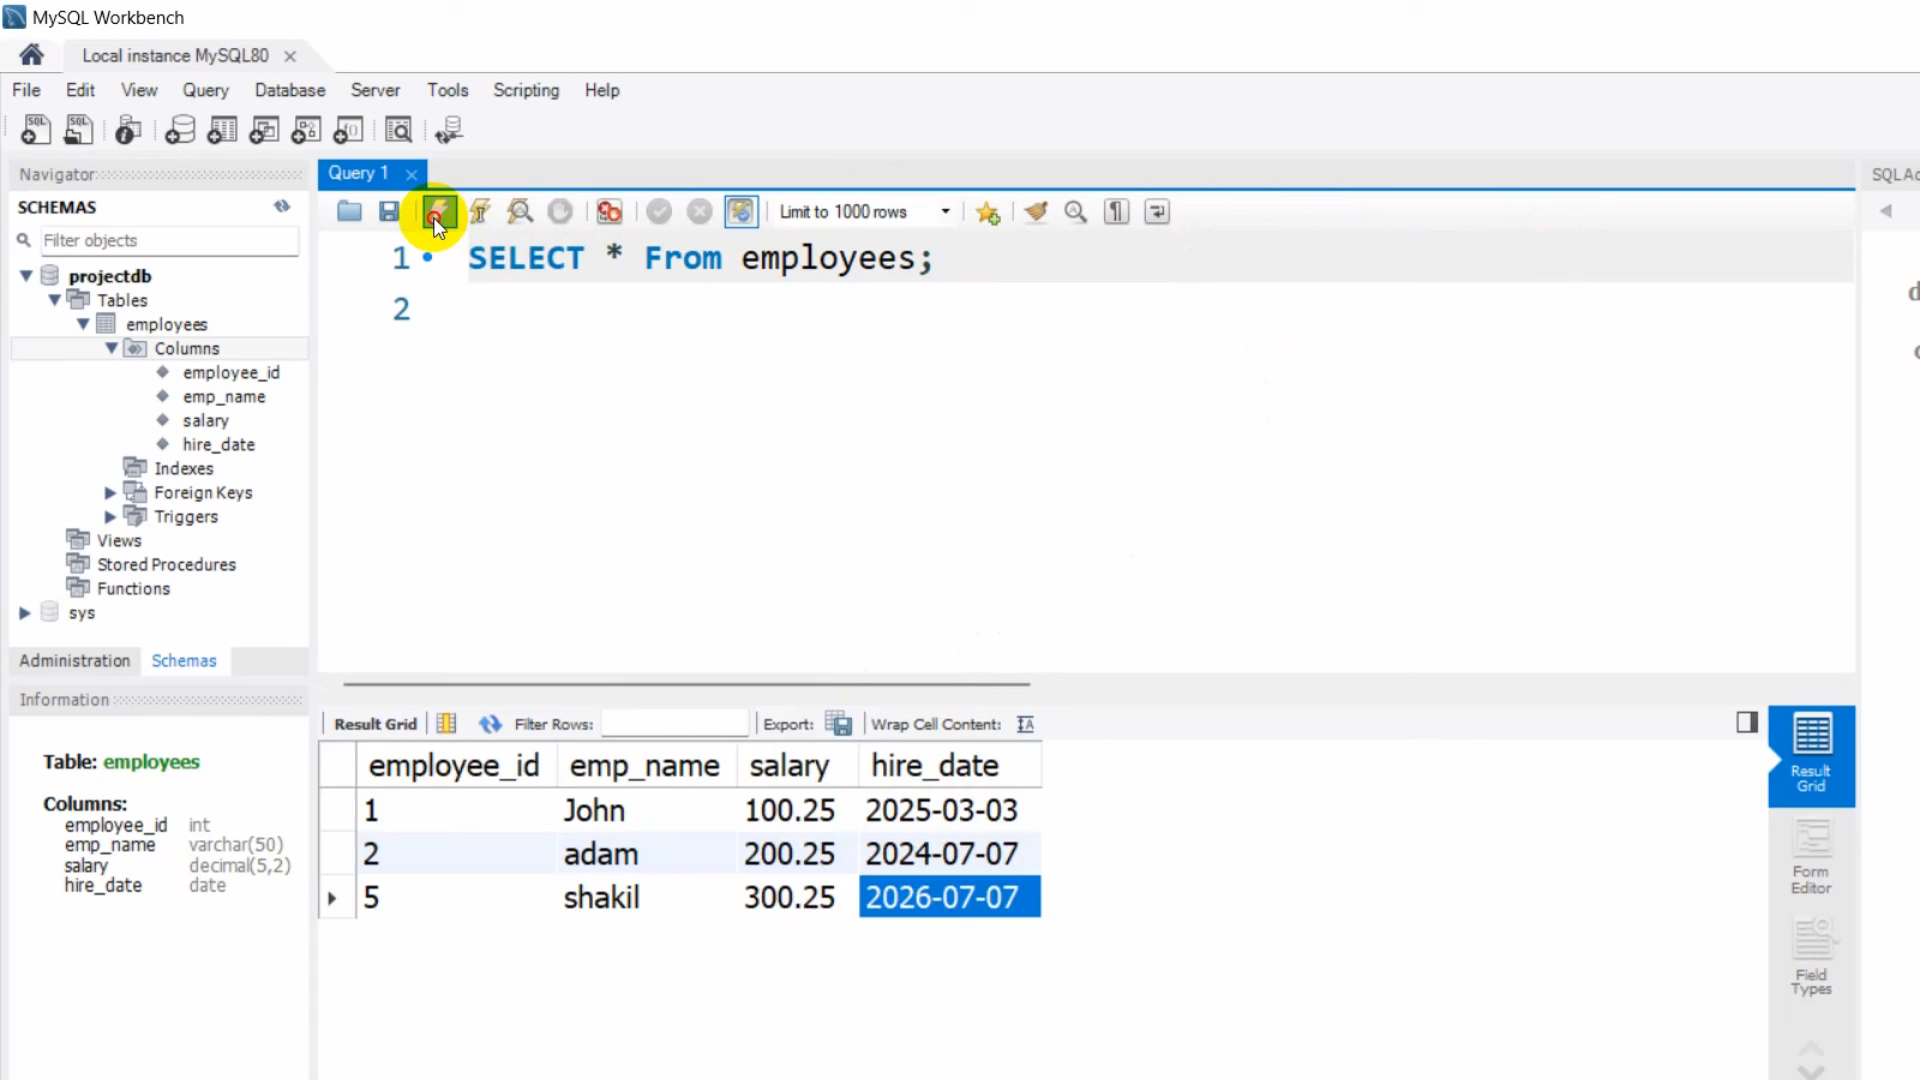 MySQL Workbench
Local instance MySQL80
File Edit View Query Database Server Tools Scripting Help
Navigator
SCHEMAS
Filter objects
projectdb
Tables
employees
Columns
employee_id
emp_name
salary
hire_date
Indexes
Foreign Keys
Triggers
Views
Stored Procedures
Functions
sys
Administration Schemas
Information
Table: employees
Columns:
employee_id int
emp_name varchar(50)
salary decimal(5,2)
hire_date date
Query 1
Limit to 1000 rows
1 SELECT * From employees;
2
Result Grid Filter Rows: Export: Wrap Cell Content:
employee_id emp_name salary hire_date
1 John 100.25 2025-03-03
2 adam 200.25 2024-07-07
5 shakil 300.25 2026-07-07
Result
Grid
Form
Editor
Field
Types